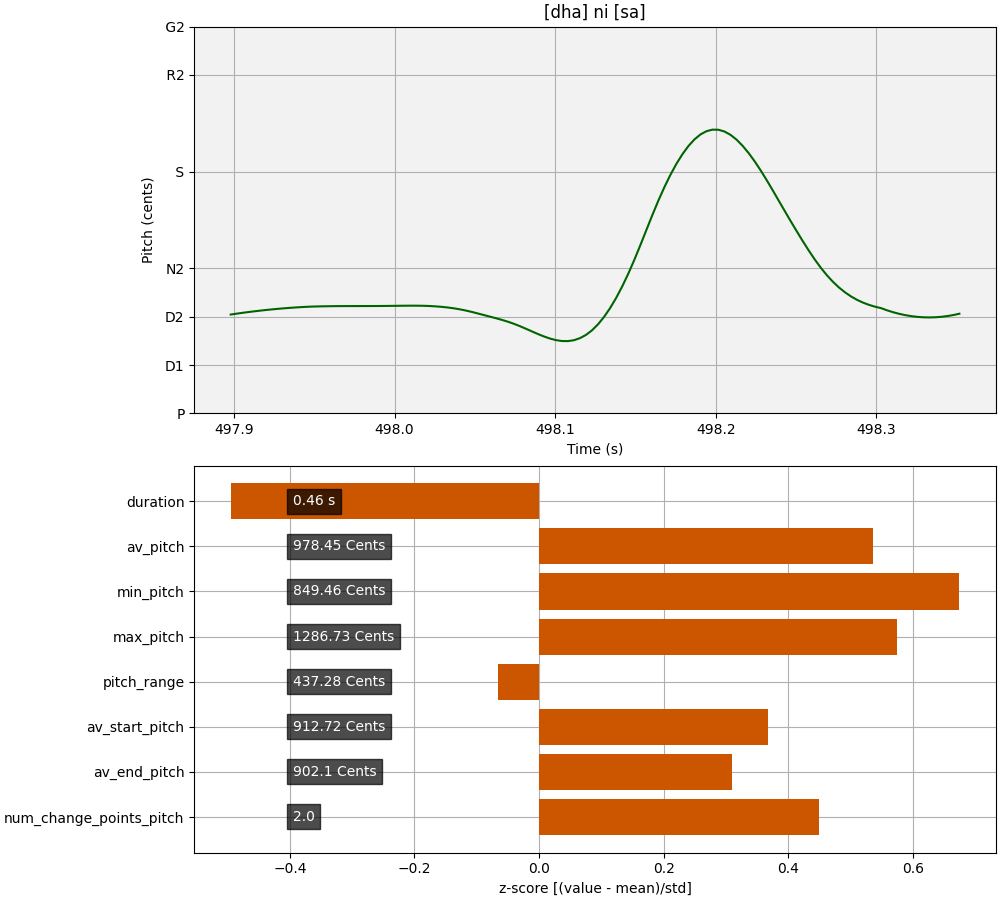 [dha] ni [sa]
G2
R2
S
N2
D2
D1
P
Pitch (cents)
497.9 498.0 498.1 498.2 498.3
Time (s)
duration 0.46 s
av_pitch 978.45 Cents
min_pitch 849.46 Cents
max_pitch 1286.73 Cents
pitch_range 437.28 Cents
av_start_pitch 912.72 Cents
av_end_pitch 902.1 Cents
num_change_points_pitch 2.0
−0.4 −0.2 0.0 0.2 0.4 0.6
z-score [(value - mean)/std]